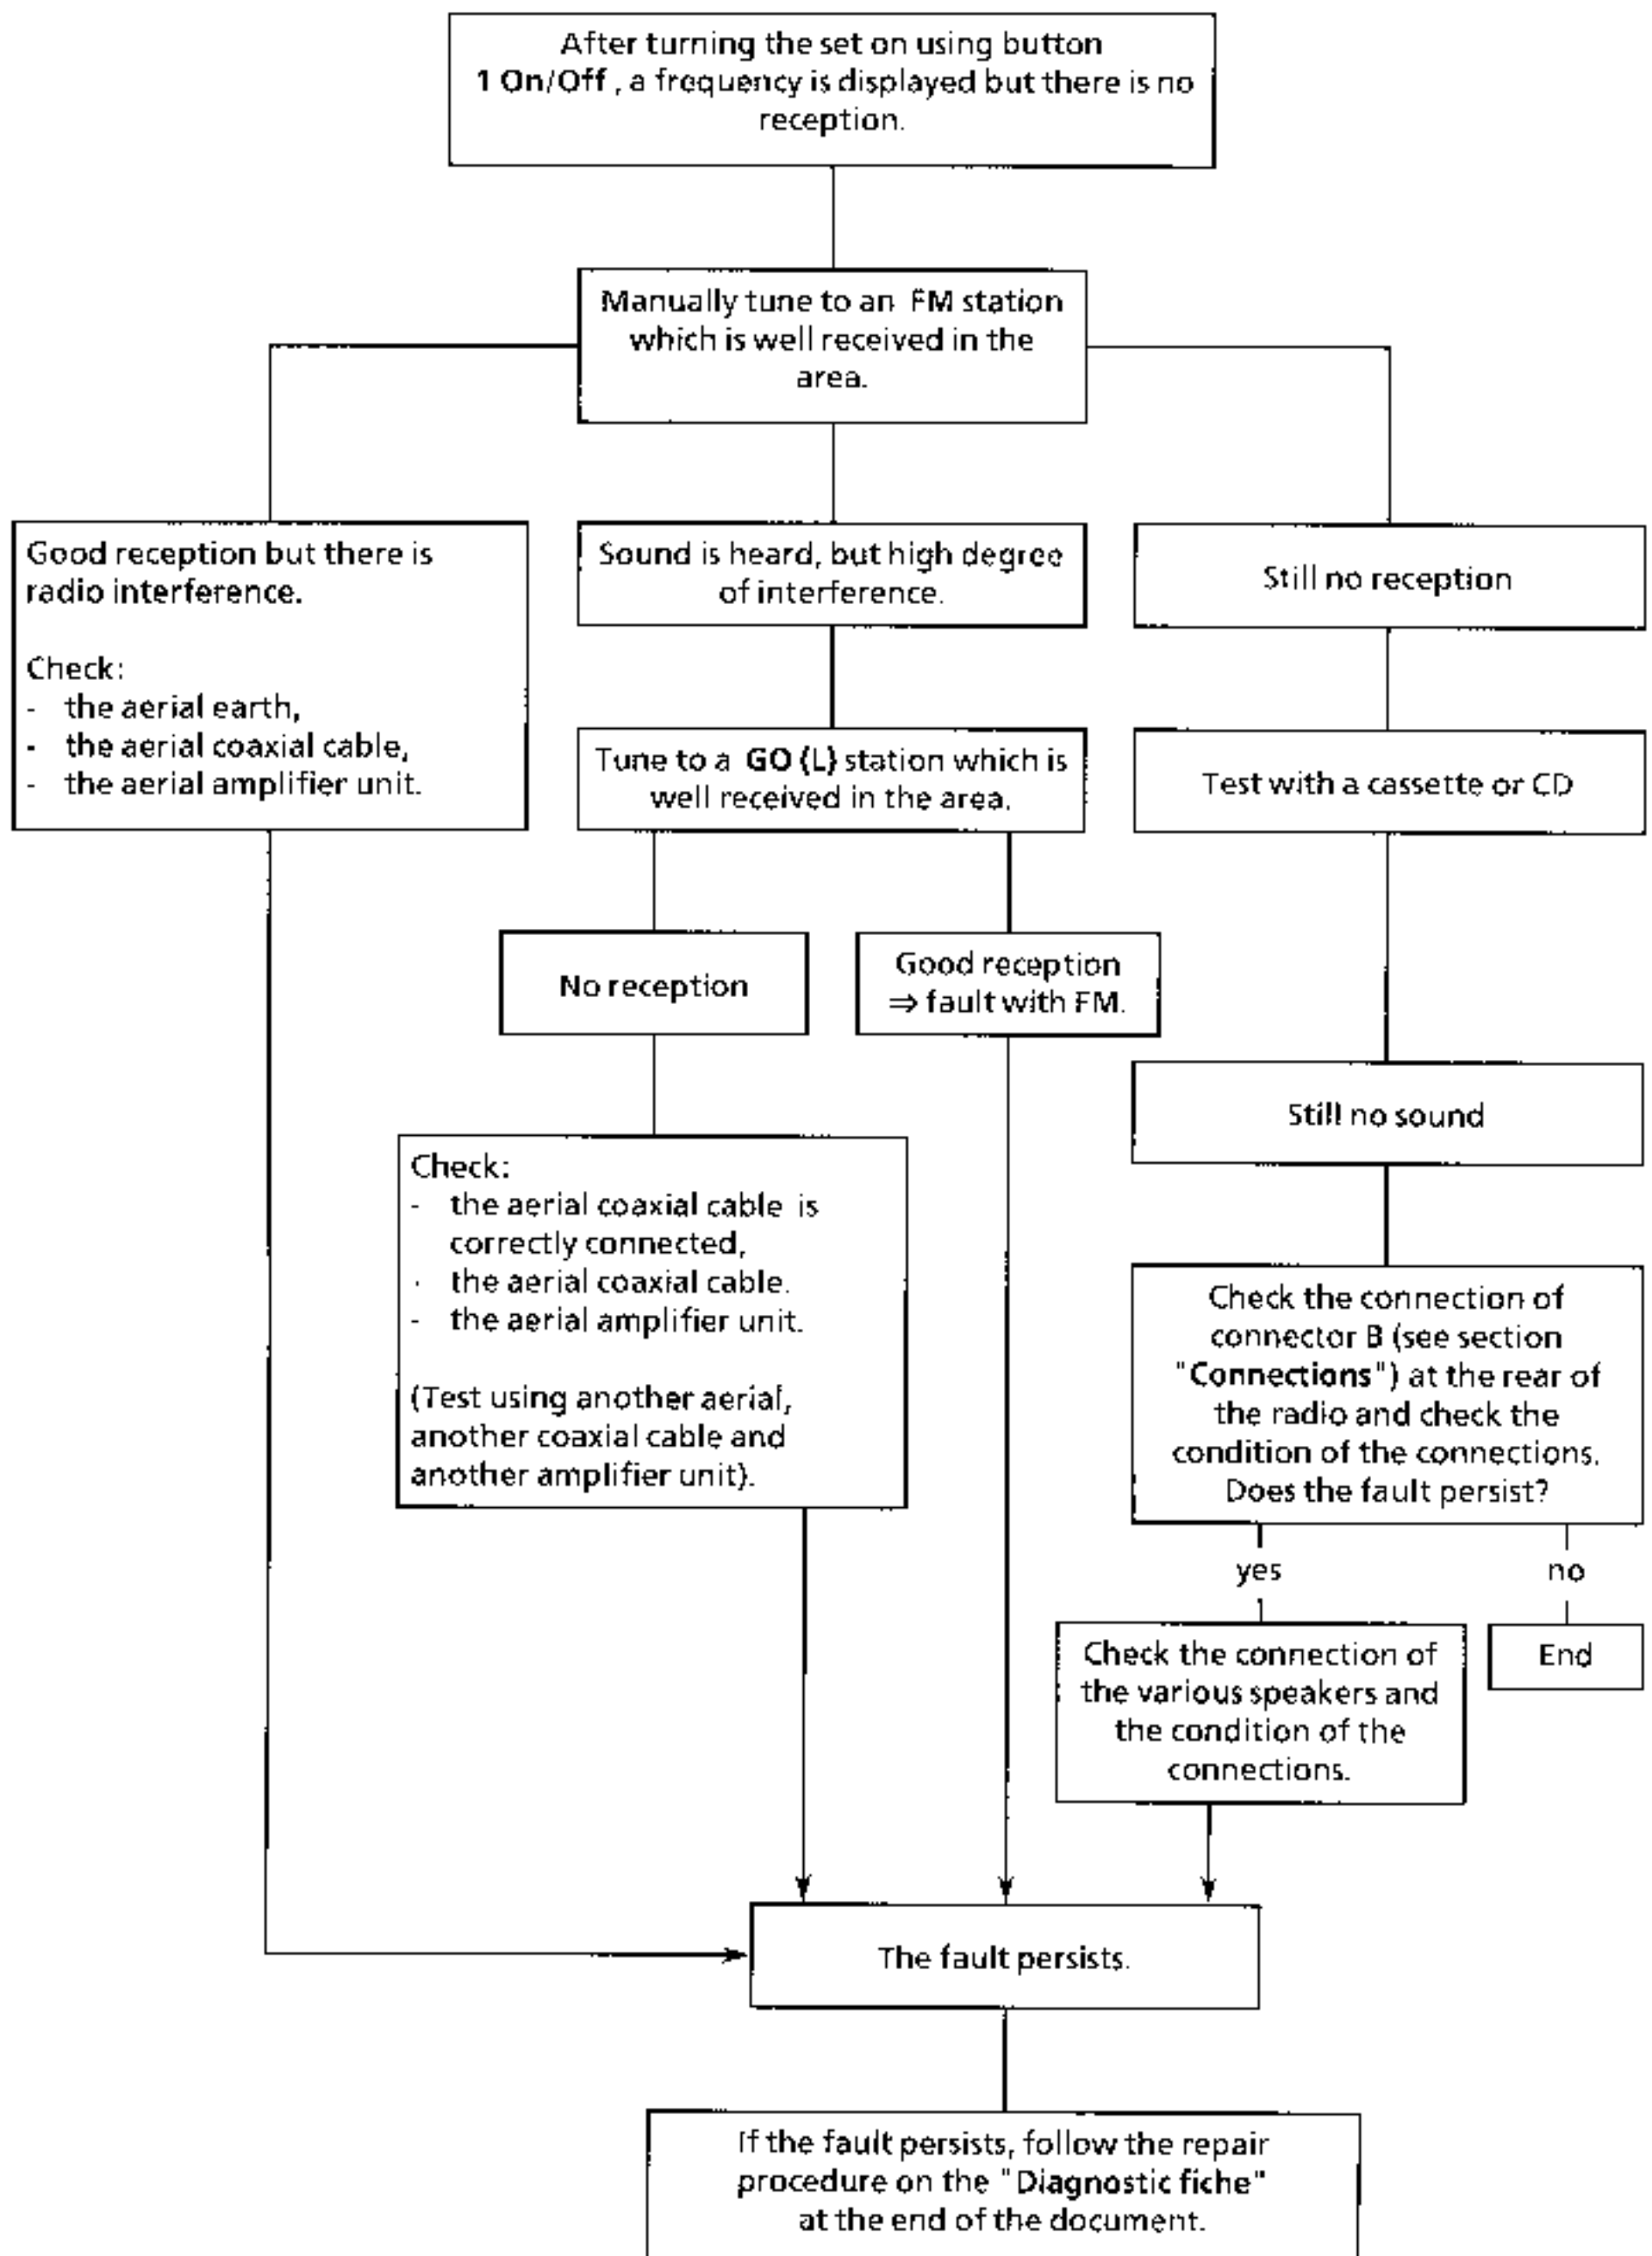 After turning the set on using button
1 On/Off , a frequency is displayed but there is no
reception.
Manually tune to an FM station
which is well received in the
area.
Good reception but there is
radio interference.
Check:
- the aerial earth,
- the aerial coaxial cable,
- the aerial amplifier unit.
Sound is heard, but high degree
of interference.
Still no reception
Tune to a GO (L) station which is
well received in the area.
Test with a cassette or CD
No reception
Good reception
⇒ fault with FM.
Still no sound
Check:
- the aerial coaxial cable is
correctly connected,
- the aerial coaxial cable.
- the aerial amplifier unit.
(Test using another aerial,
another coaxial cable and
another amplifier unit).
Check the connection of
connector B (see section
"Connections") at the rear of
the radio and check the
condition of the connections.
Does the fault persist?
yes
no
Check the connection of
the various speakers and
the condition of the
connections.
End
The fault persists.
If the fault persists, follow the repair
procedure on the "Diagnostic fiche"
at the end of the document.